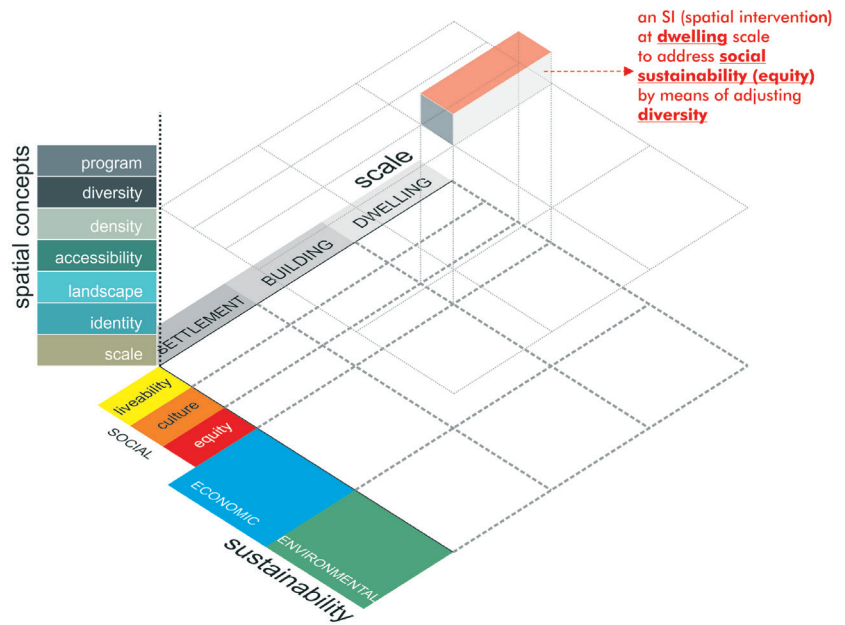 an SI (spatial intervention)
at dwelling scale
to address social
sustainability (equity)
by means of adjusting
diversity
spatial concepts
program
diversity
density
accessibility
landscape
identity
scale
scale
SETTLEMENT
BUILDING
DWELLING
liveability
culture
equity
SOCIAL
ECONOMIC
ENVIRONMENTAL
sustainability